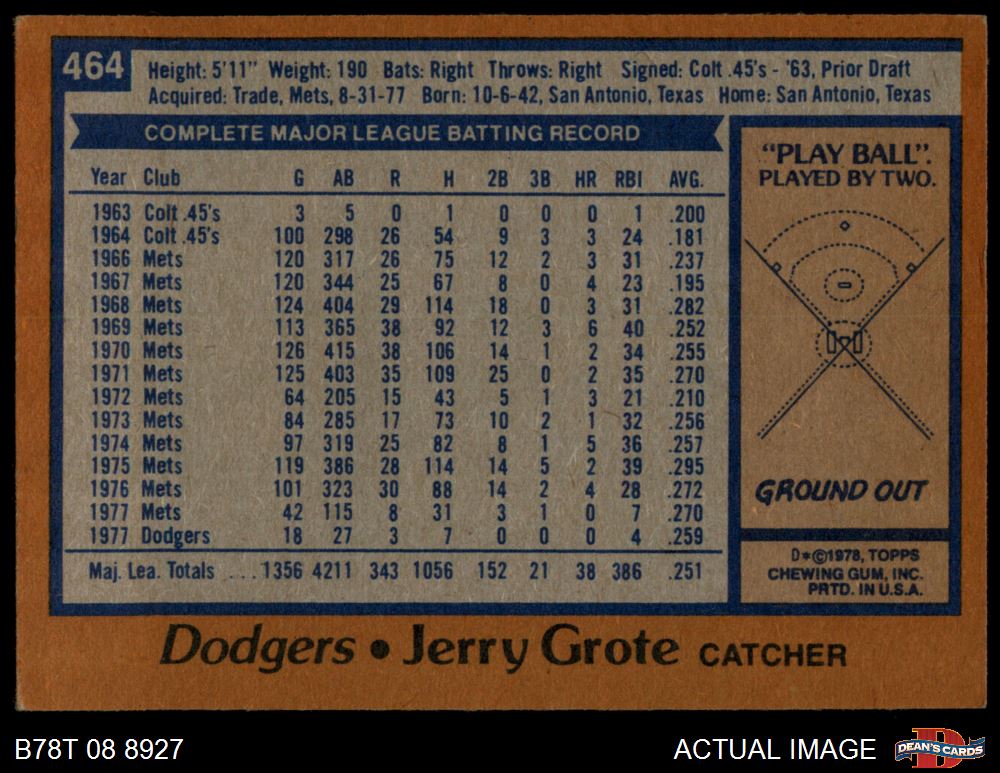 464
Height: 5'11" Weight: 190 Bats: Right Throws: Right Signed: Colt .45's - '63, Prior Draft
Acquired: Trade, Mets, 8-31-77 Born: 10-6-42, San Antonio, Texas Home: San Antonio, Texas
COMPLETE MAJOR LEAGUE BATTING RECORD
Year Club G AB R H 2B 3B HR RBI AVG.
1963 Colt .45's 3 5 0 1 0 0 0 1 .200
1964 Colt .45's 100 298 26 54 9 3 3 24 .181
1966 Mets 120 317 26 75 12 2 3 31 .237
1967 Mets 120 344 25 67 8 0 4 23 .195
1968 Mets 124 404 29 114 18 0 3 31 .282
1969 Mets 113 365 38 92 12 3 6 40 .252
1970 Mets 126 415 38 106 14 1 2 34 .255
1971 Mets 125 403 35 109 25 0 2 35 .270
1972 Mets 64 205 15 43 5 1 3 21 .210
1973 Mets 84 285 17 73 10 2 1 32 .256
1974 Mets 97 319 25 82 8 1 5 36 .257
1975 Mets 119 386 28 114 14 5 2 39 .295
1976 Mets 101 323 30 88 14 2 4 28 .272
1977 Mets 42 115 8 31 3 1 0 7 .270
1977 Dodgers 18 27 3 7 0 0 0 4 .259
Maj. Lea. Totals ... 1356 4211 343 1056 152 21 38 386 .251
"PLAY BALL".
PLAYED BY TWO.
GROUND OUT
D*©1978, TOPPS
CHEWING GUM, INC.
PRTD. IN U.S.A.
Dodgers • Jerry Grote CATCHER
B78T 08 8927
ACTUAL IMAGE
D
DEAN'S CARDS